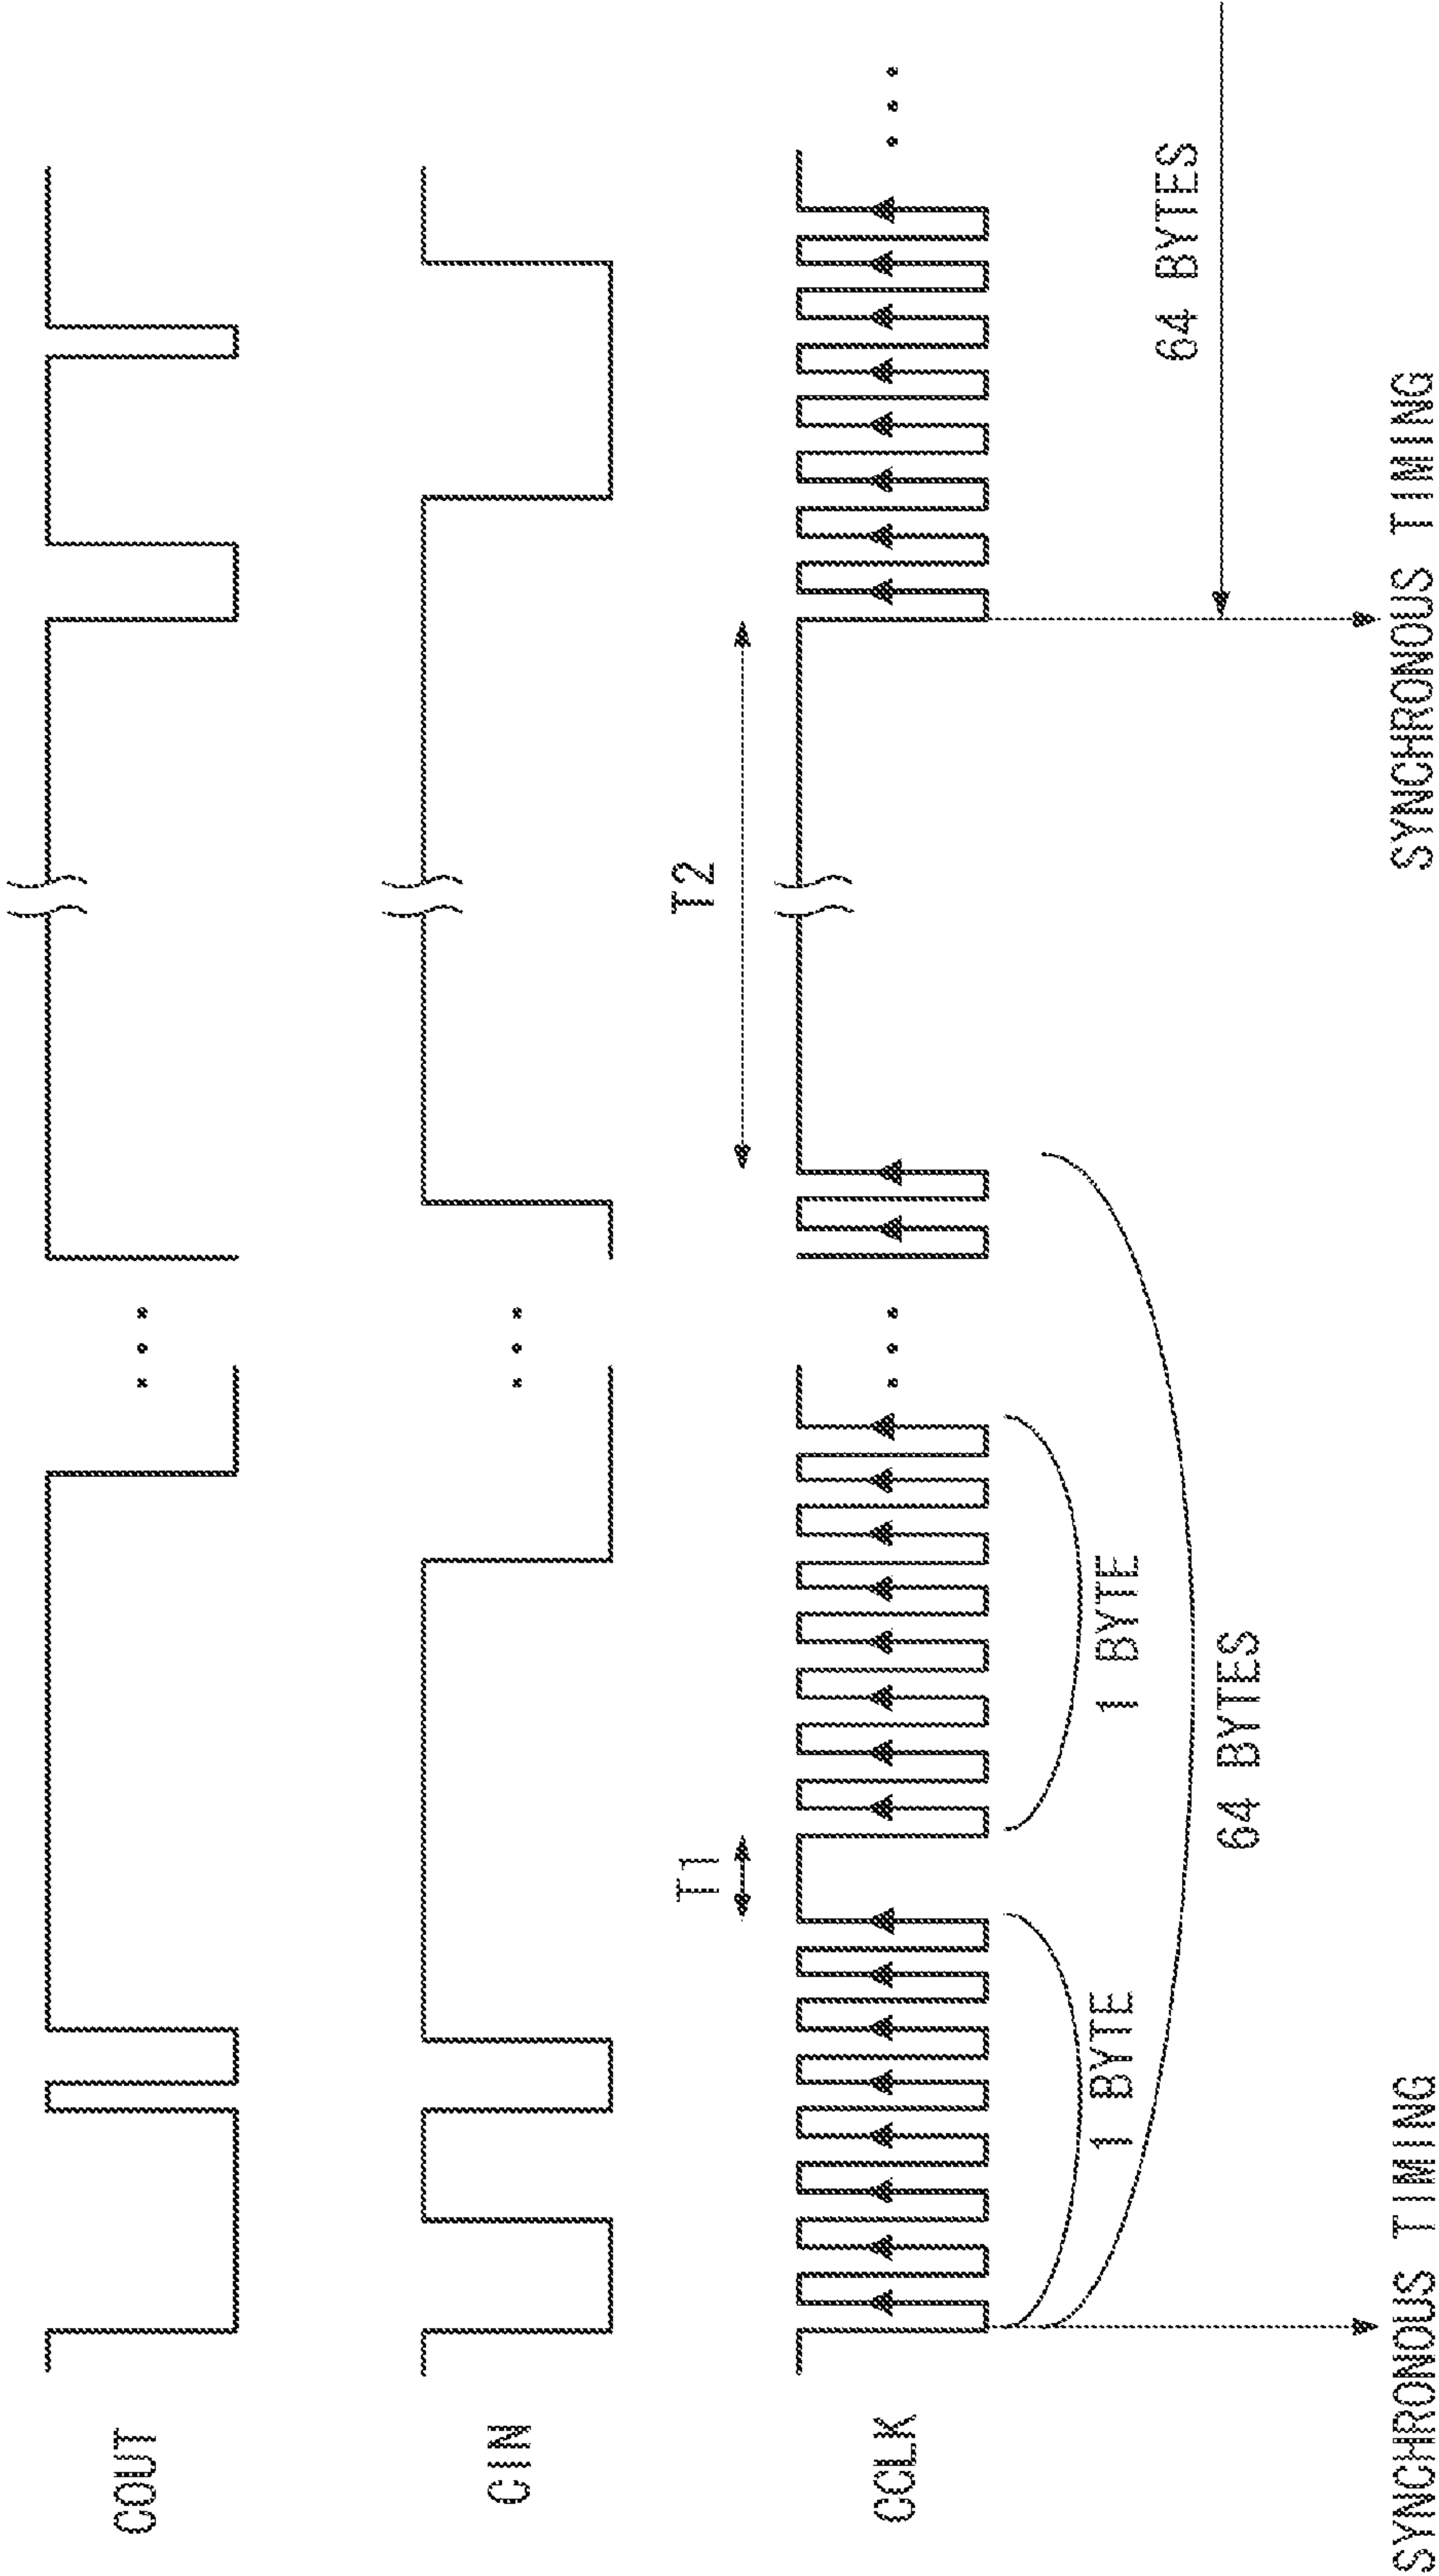 COUT
CIN
T1
T2
CCLK
1 BYTE
1 BYTE
64 BYTES
64 BYTES
SYNCHRONOUS TIMING
SYNCHRONOUS TIMING